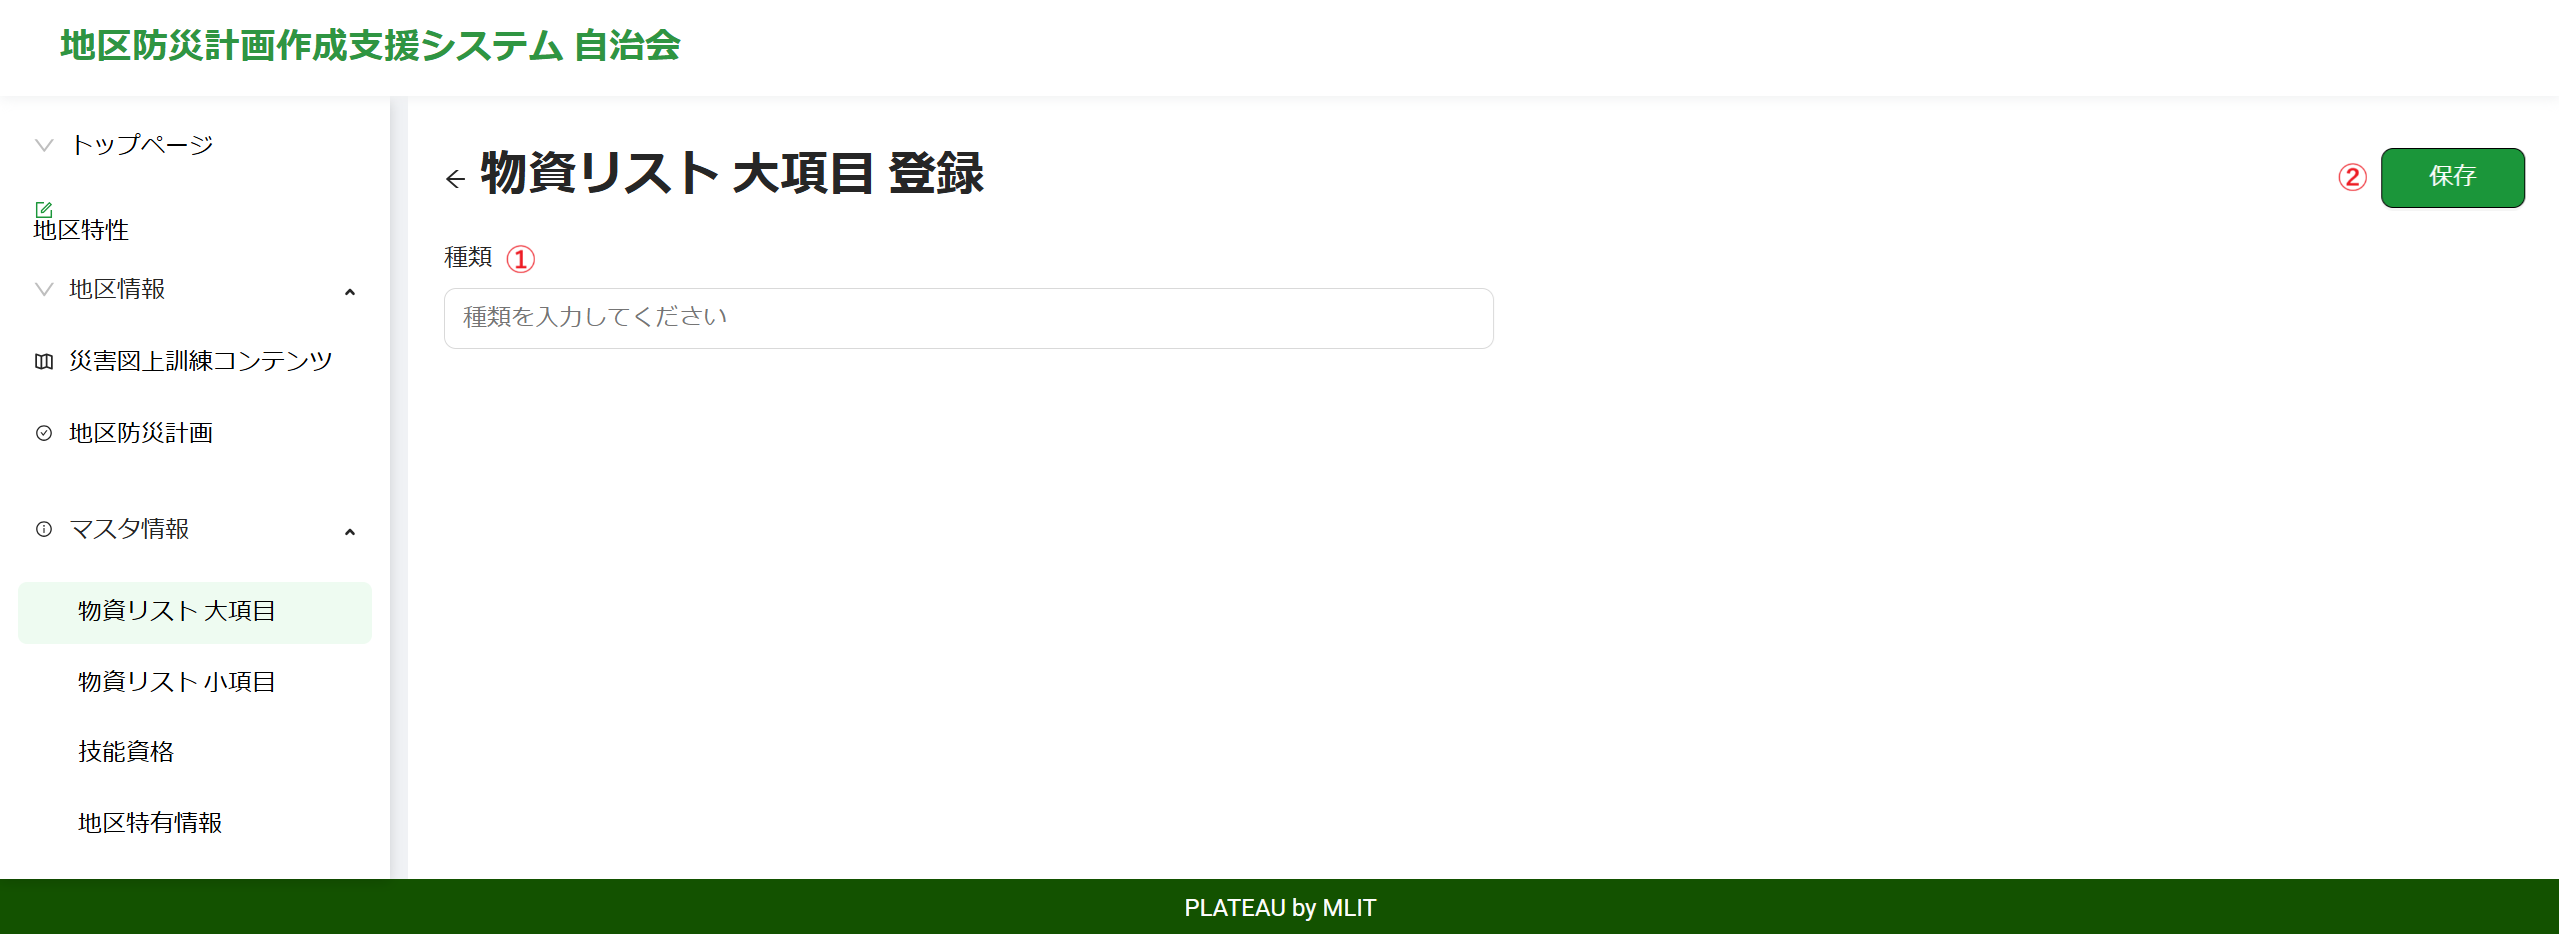 地区防災計画作成支援システム 自治会
トップページ
地区特性
地区情報
災害図上訓練コンテンツ
地区防災計画
マスタ情報
物資リスト 大項目
物資リスト 小項目
技能資格
地区特有情報
物資リスト 大項目 登録
② 保存
種類 ①
種類を入力してください
PLATEAU by MLIT